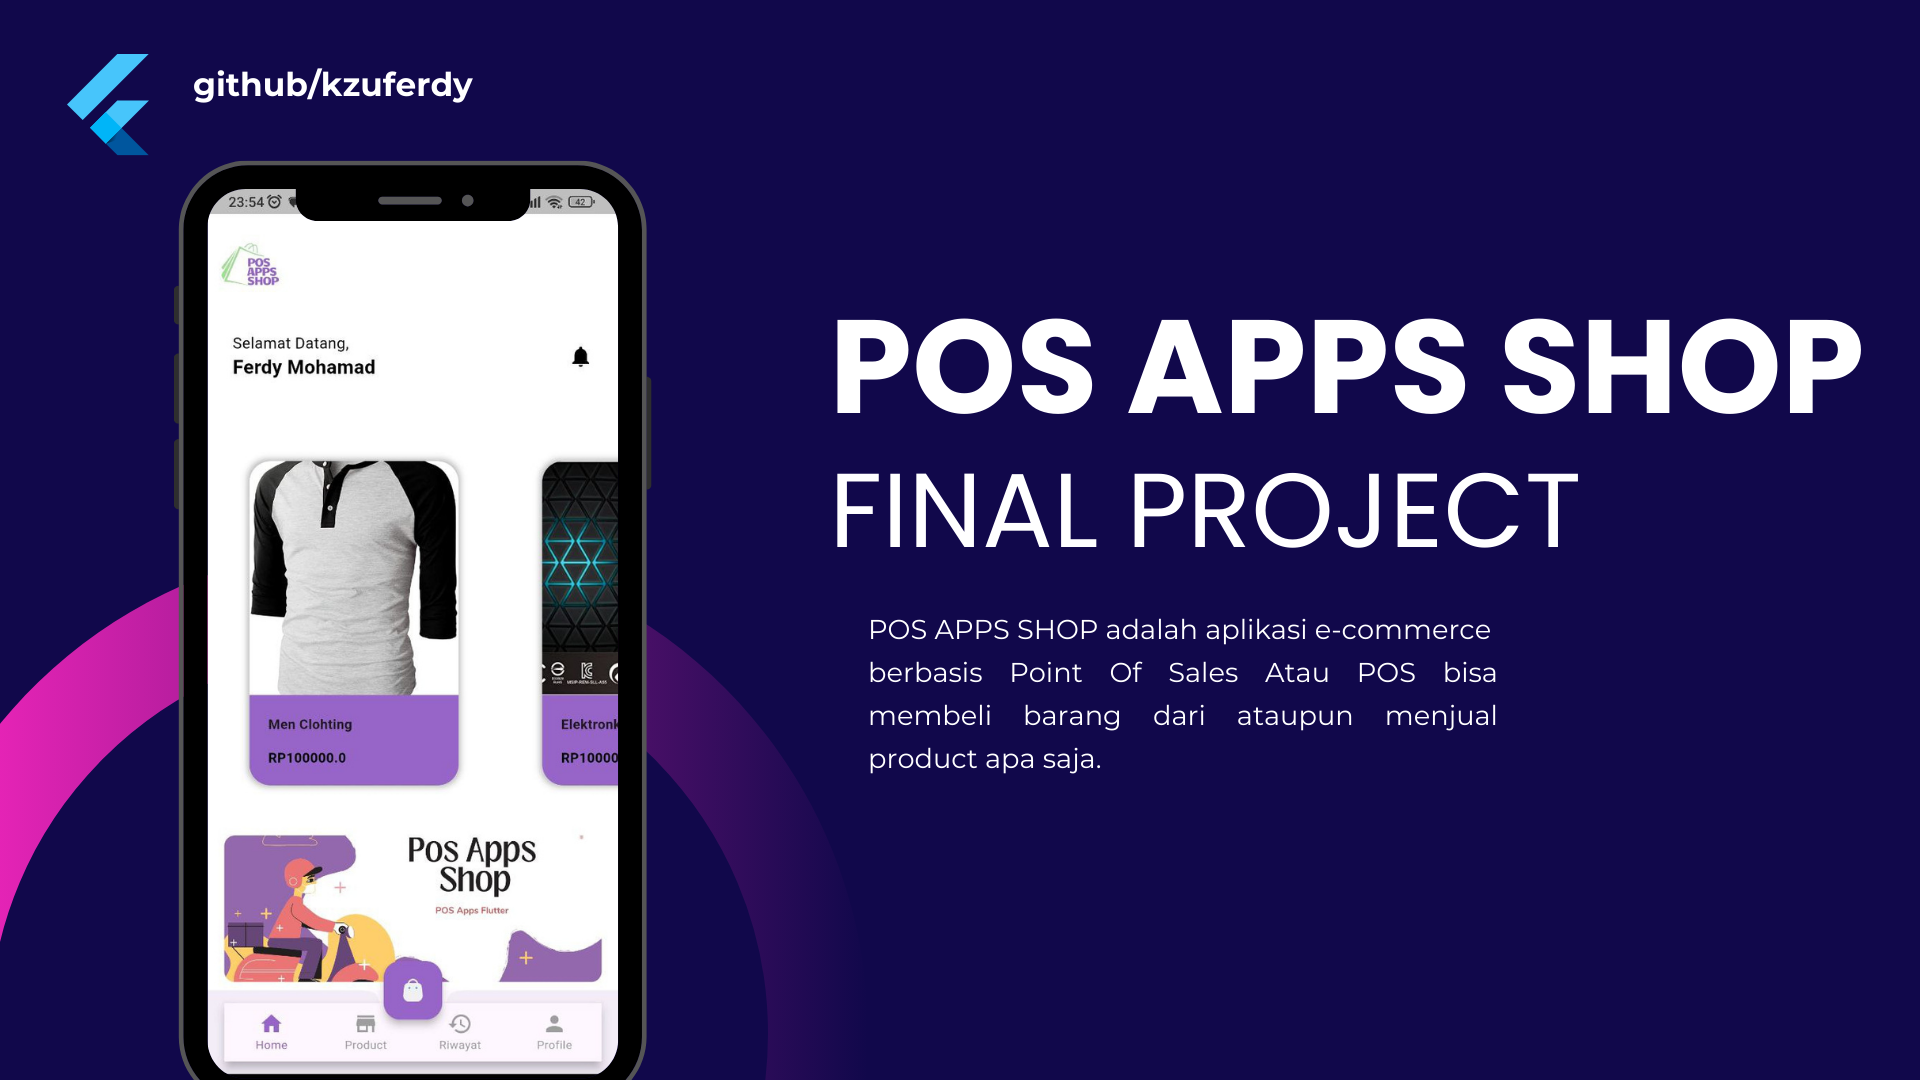 github/kzuferdy
23:54
42
POS
APPS
SHOP
Selamat Datang,
Ferdy Mohamad
Men Clohting
RP100000.0
Elektronk
RP10000
Pos Apps
Shop
POS Apps Flutter
Home
Product
Riwayat
Profile
POS APPS SHOP
FINAL PROJECT
POS APPS SHOP adalah aplikasi e-commerce
berbasis Point Of Sales Atau POS bisa
membeli barang dari ataupun menjual
product apa saja.